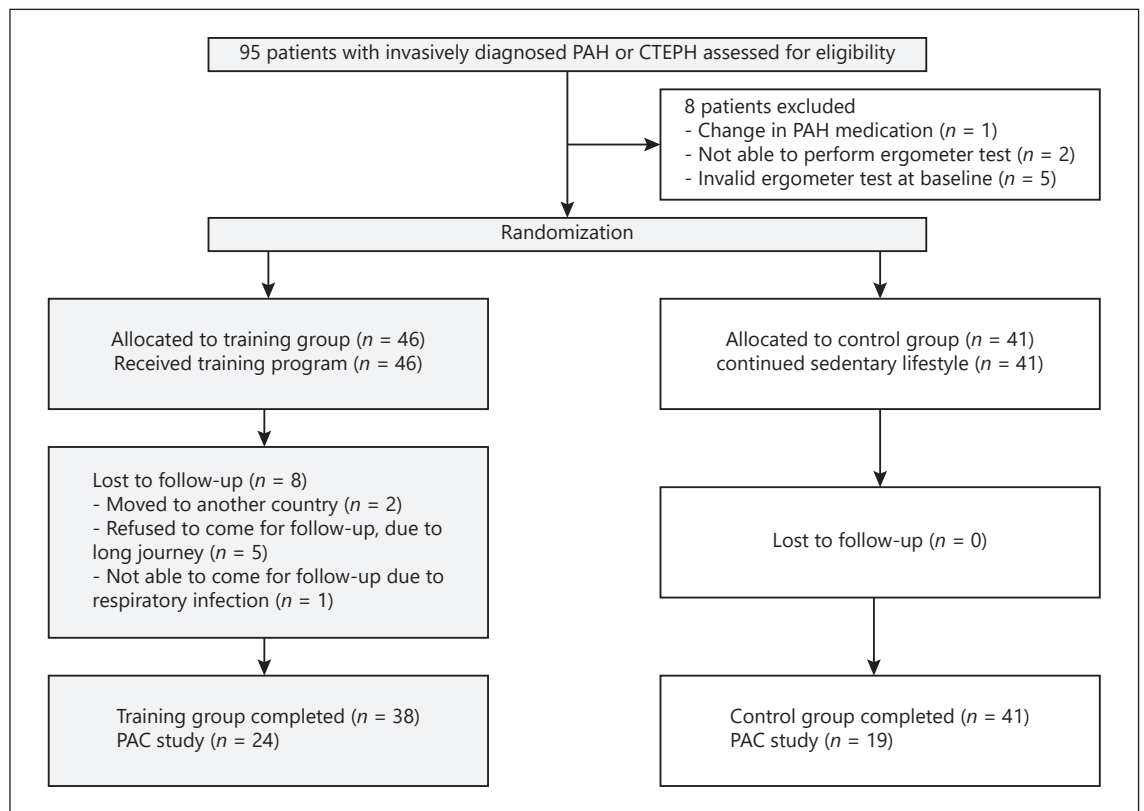 95 patients with invasively diagnosed PAH or CTEPH assessed for eligibility
8 patients excluded
- Change in PAH medication (n = 1)
- Not able to perform ergometer test (n = 2)
- Invalid ergometer test at baseline (n = 5)
Randomization
Allocated to training group (n = 46)
Received training program (n = 46)
Allocated to control group (n = 41)
continued sedentary lifestyle (n = 41)
Lost to follow-up (n = 8)
- Moved to another country (n = 2)
- Refused to come for follow-up, due to
long journey (n = 5)
- Not able to come for follow-up due to
respiratory infection (n = 1)
Lost to follow-up (n = 0)
Training group completed (n = 38)
PAC study (n = 24)
Control group completed (n = 41)
PAC study (n = 19)